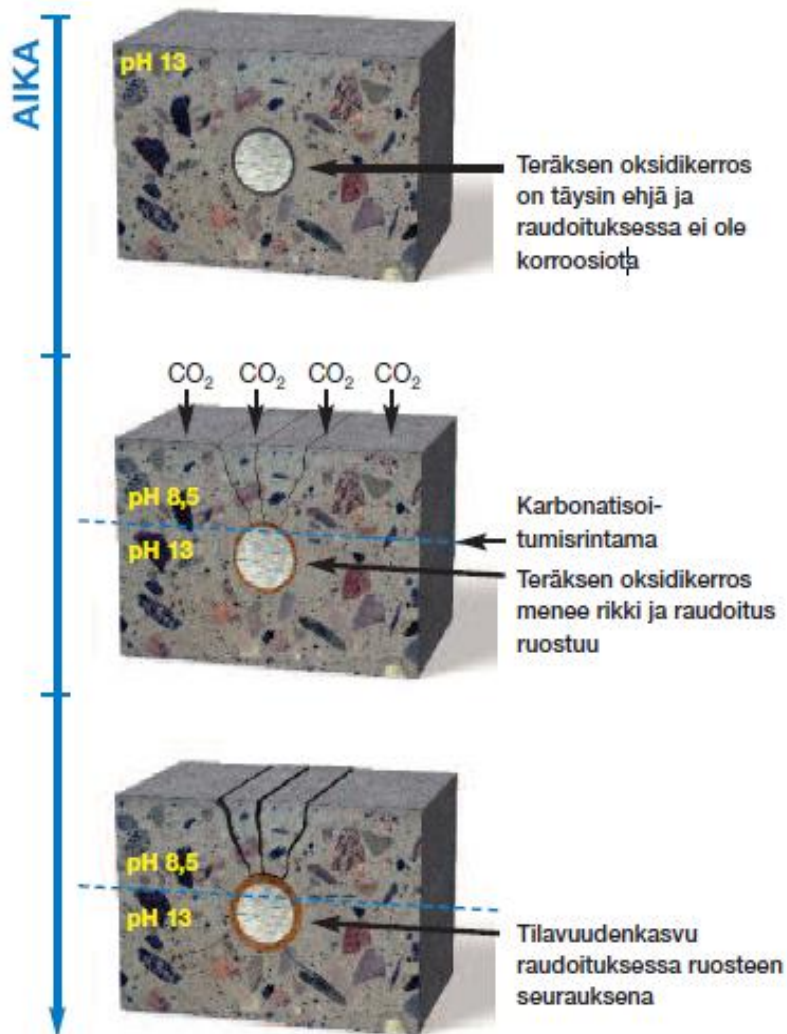 AIKA
pH 13
Teräksen oksidikerros
on täysin ehjä ja
raudoituksessa ei ole
korroosiota
CO₂ CO₂ CO₂ CO₂
pH 8,5
pH 13
Karbonatisoi-
tumisrintama
Teräksen oksidikerros
menee rikki ja raudoitus
ruostuu
pH 8,5
pH 13
Tilavuudenkasvu
raudoituksessa ruosteen
seurauksena